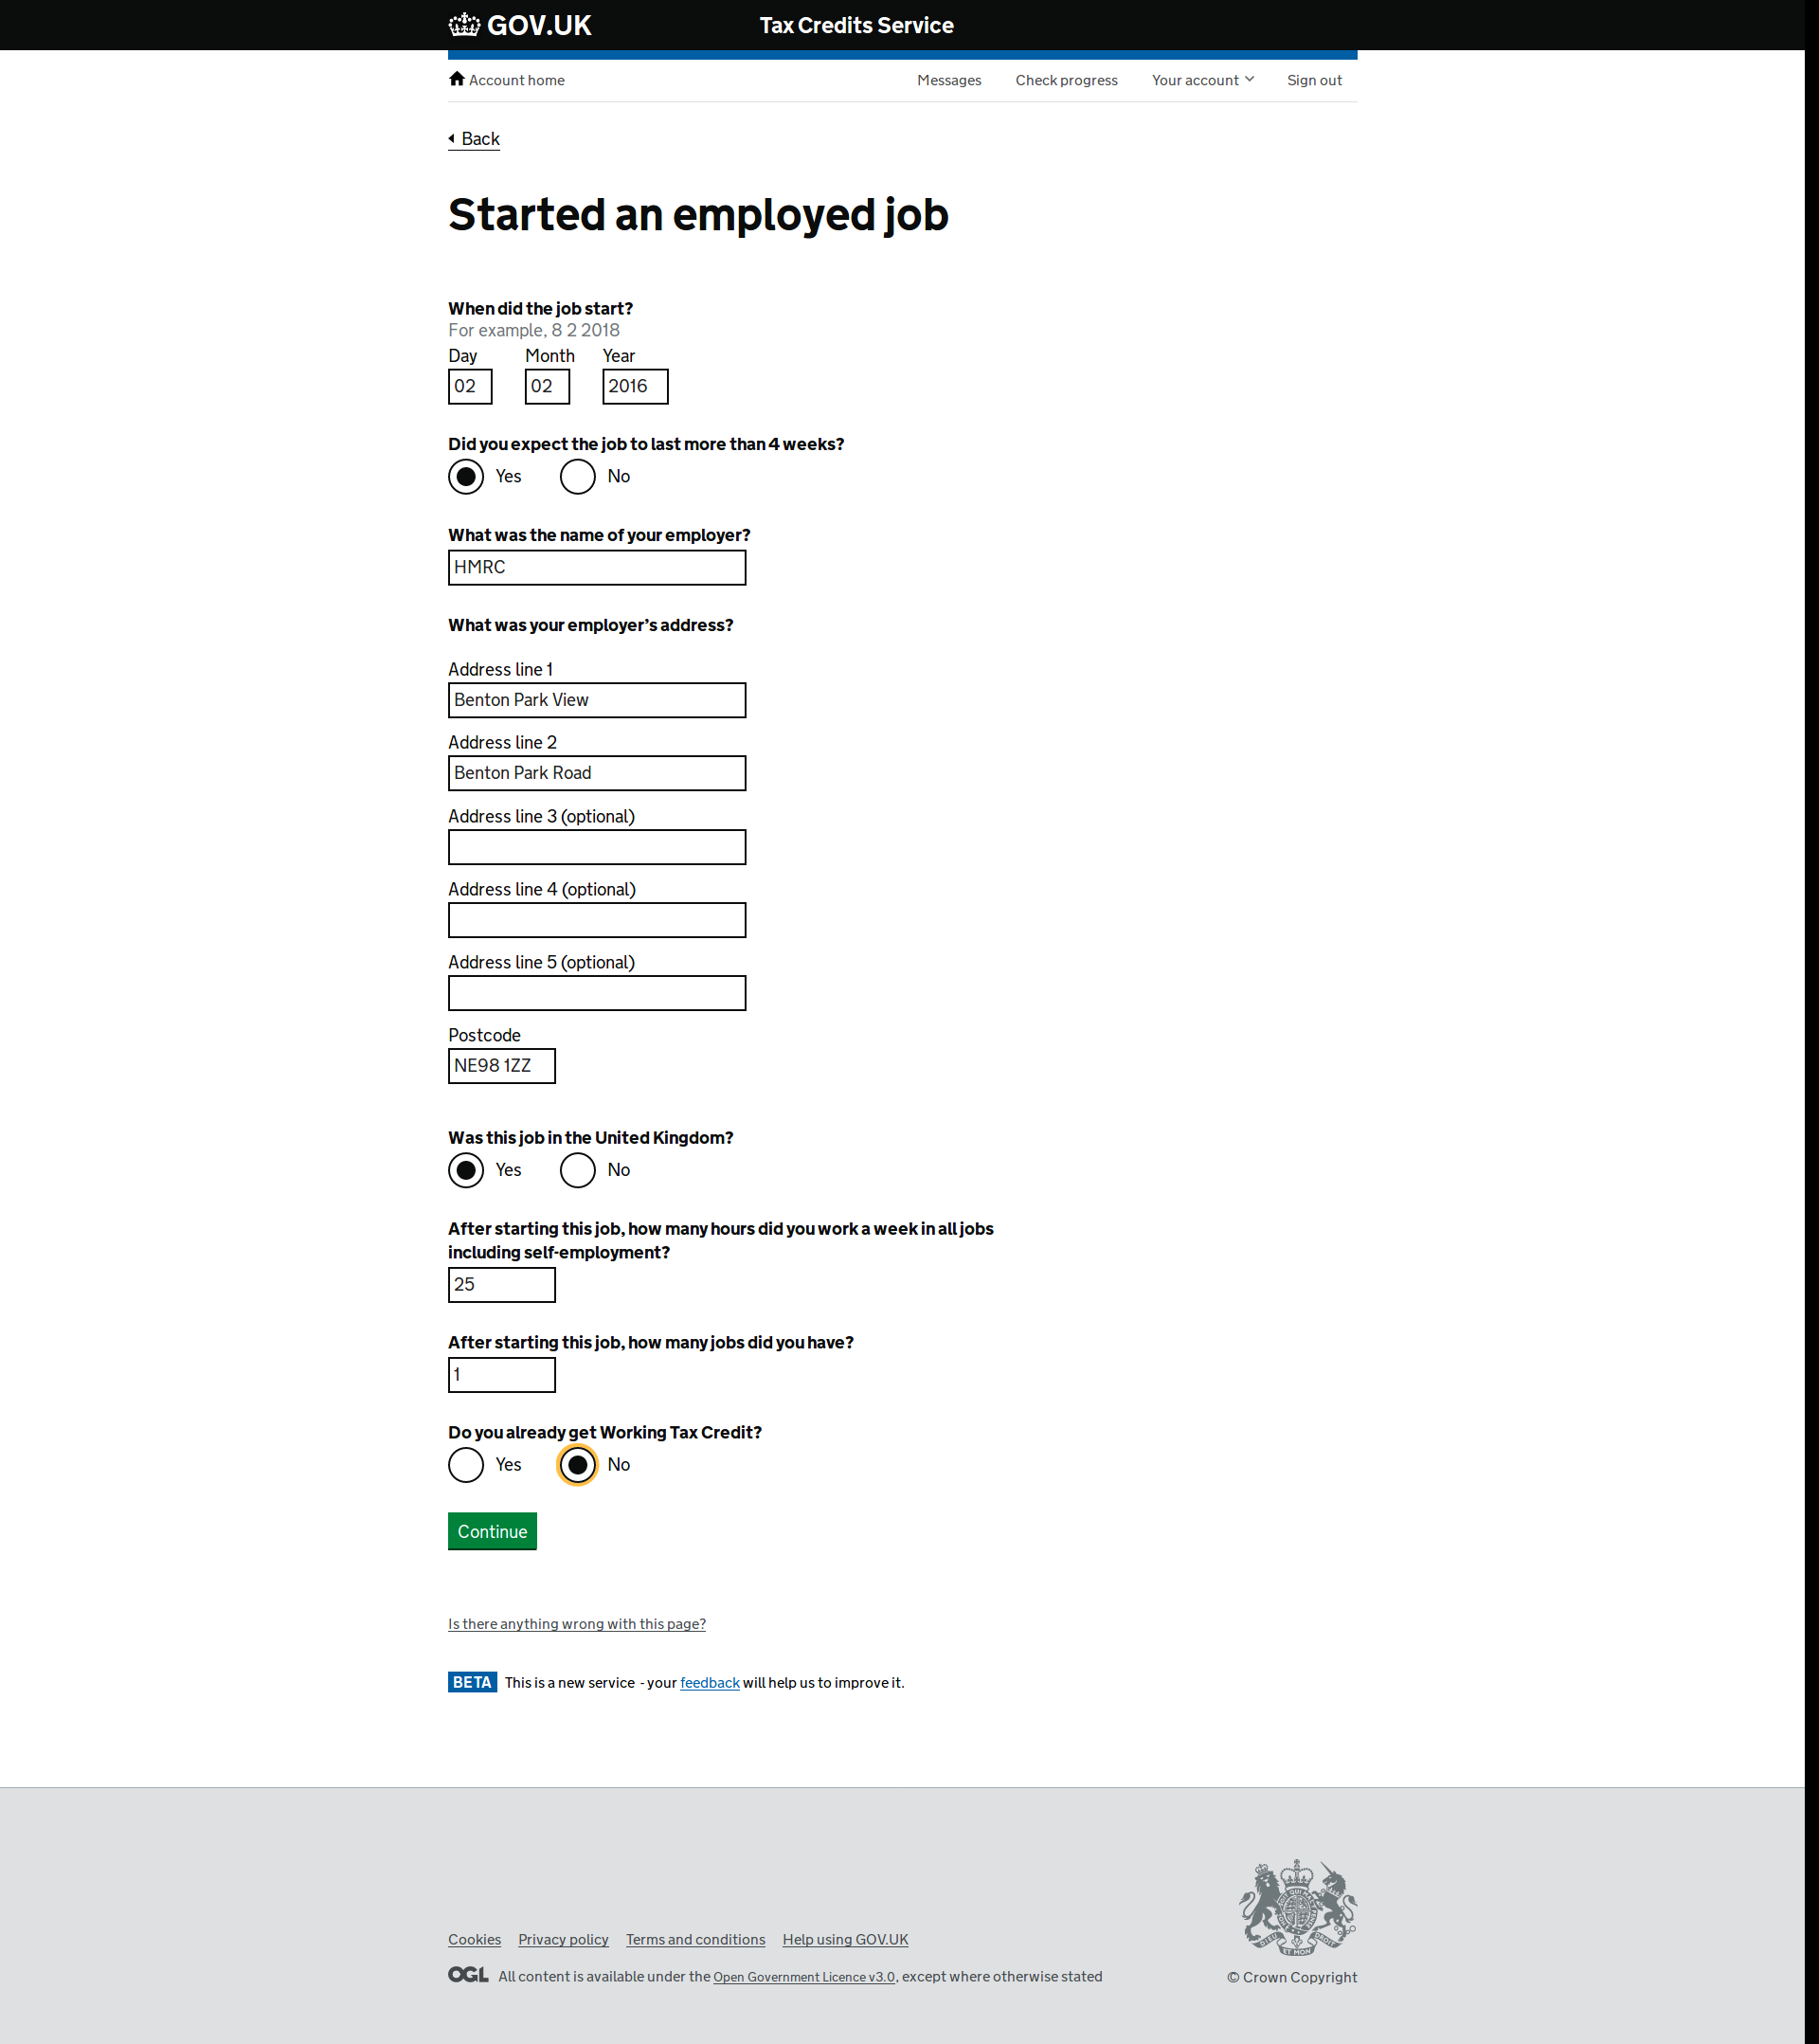 GOV.UK Tax Credits Service
Account home Messages Check progress Your account Sign out
Back
Started an employed job
When did the job start?
For example, 8 2 2018
Day Month Year
02 02 2016
Did you expect the job to last more than 4 weeks?
Yes No
What was the name of your employer?
HMRC
What was your employer’s address?
Address line 1
Benton Park View
Address line 2
Benton Park Road
Address line 3 (optional)
Address line 4 (optional)
Address line 5 (optional)
Postcode
NE98 1ZZ
Was this job in the United Kingdom?
Yes No
After starting this job, how many hours did you work a week in all jobs
including self-employment?
25
After starting this job, how many jobs did you have?
1
Do you already get Working Tax Credit?
Yes No
Continue
Is there anything wrong with this page?
BETA This is a new service - your feedback will help us to improve it.
Cookies Privacy policy Terms and conditions Help using GOV.UK
OGL All content is available under the Open Government Licence v3.0, except where otherwise stated
© Crown Copyright